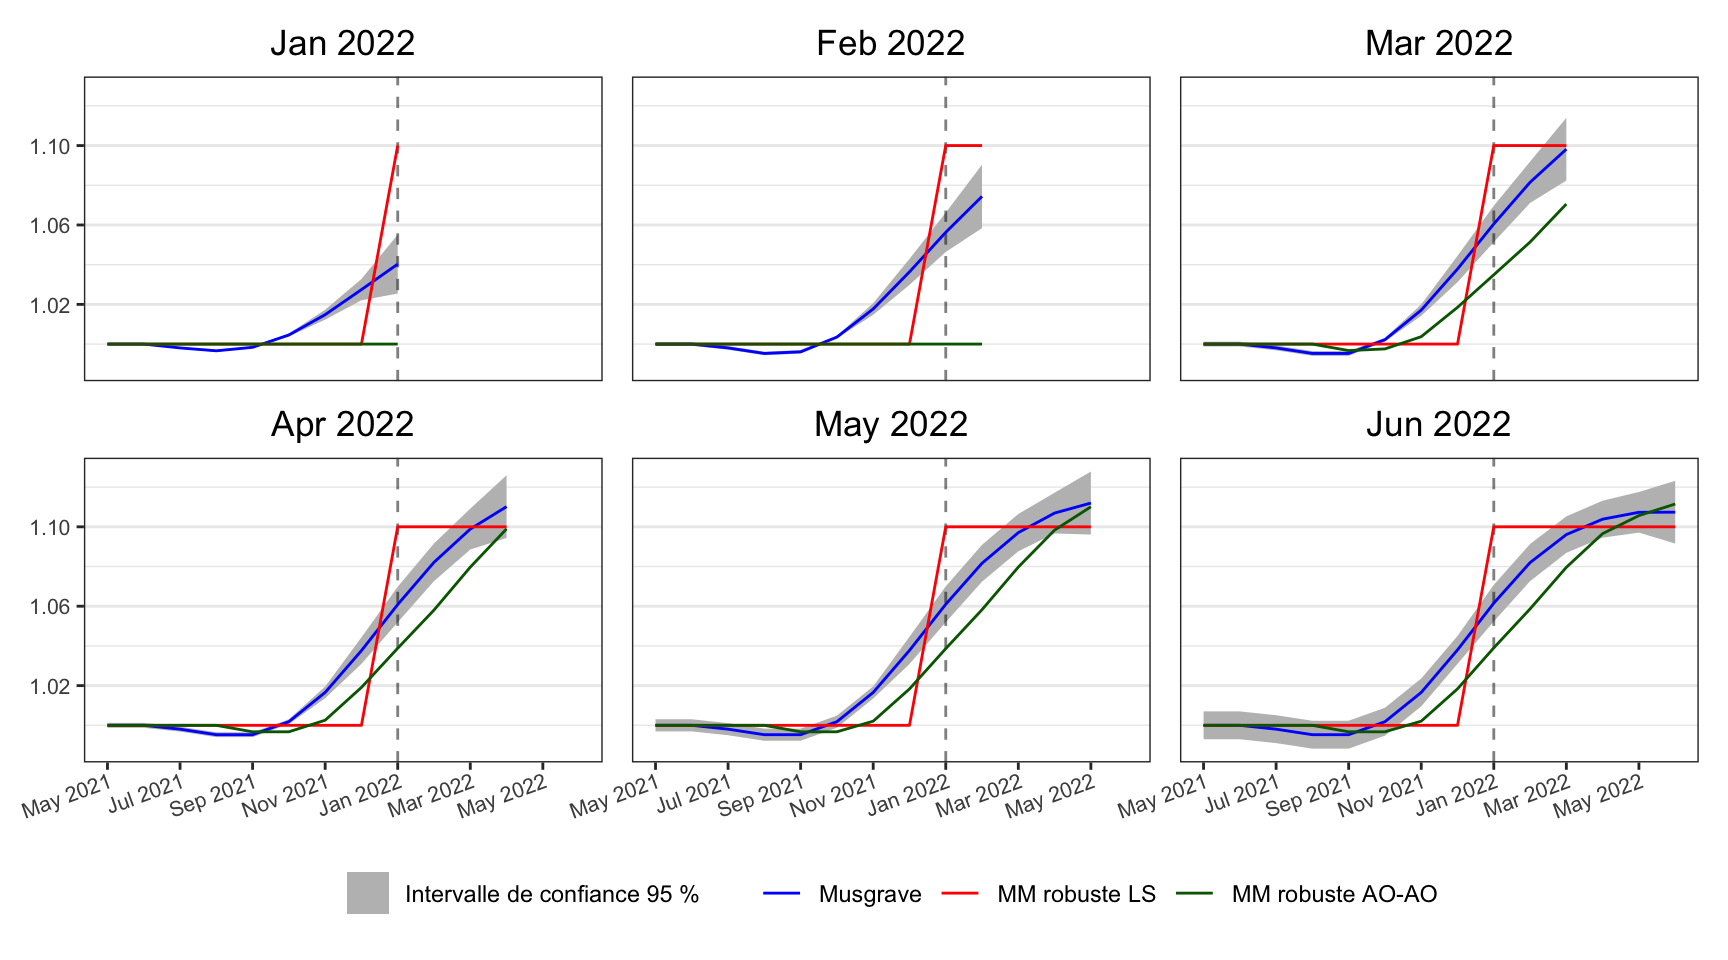 Jan 2022
Feb 2022
Mar 2022
1.10
1.06
1.02
Apr 2022
May 2022
Jun 2022
1.10
1.06
1.02
May 2021 Jul 2021 Sep 2021 Nov 2021 Jan 2022 Mar 2022 May 2022
May 2021 Jul 2021 Sep 2021 Nov 2021 Jan 2022 Mar 2022 May 2022
May 2021 Jul 2021 Sep 2021 Nov 2021 Jan 2022 Mar 2022 May 2022
Intervalle de confiance 95 % Musgrave MM robuste LS MM robuste AO-AO